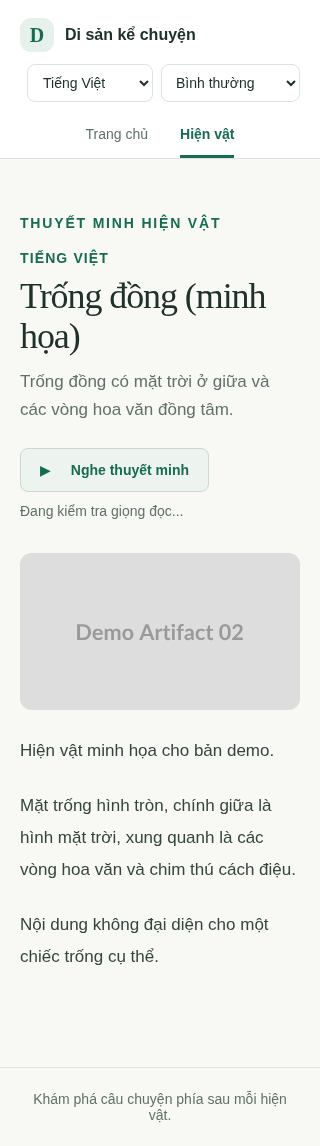 D Di sản kể chuyện
Tiếng Việt Bình thường
Trang chủ Hiện vật
THUYẾT MINH HIỆN VẬT
TIẾNG VIỆT
Trống đồng (minh
họa)
Trống đồng có mặt trời ở giữa và
các vòng hoa văn đồng tâm.
▶ Nghe thuyết minh
Đang kiểm tra giọng đọc...
Demo Artifact 02
Hiện vật minh họa cho bản demo.
Mặt trống hình tròn, chính giữa là
hình mặt trời, xung quanh là các
vòng hoa văn và chim thú cách điệu.
Nội dung không đại diện cho một
chiếc trống cụ thể.
Khám phá câu chuyện phía sau mỗi hiện
vật.